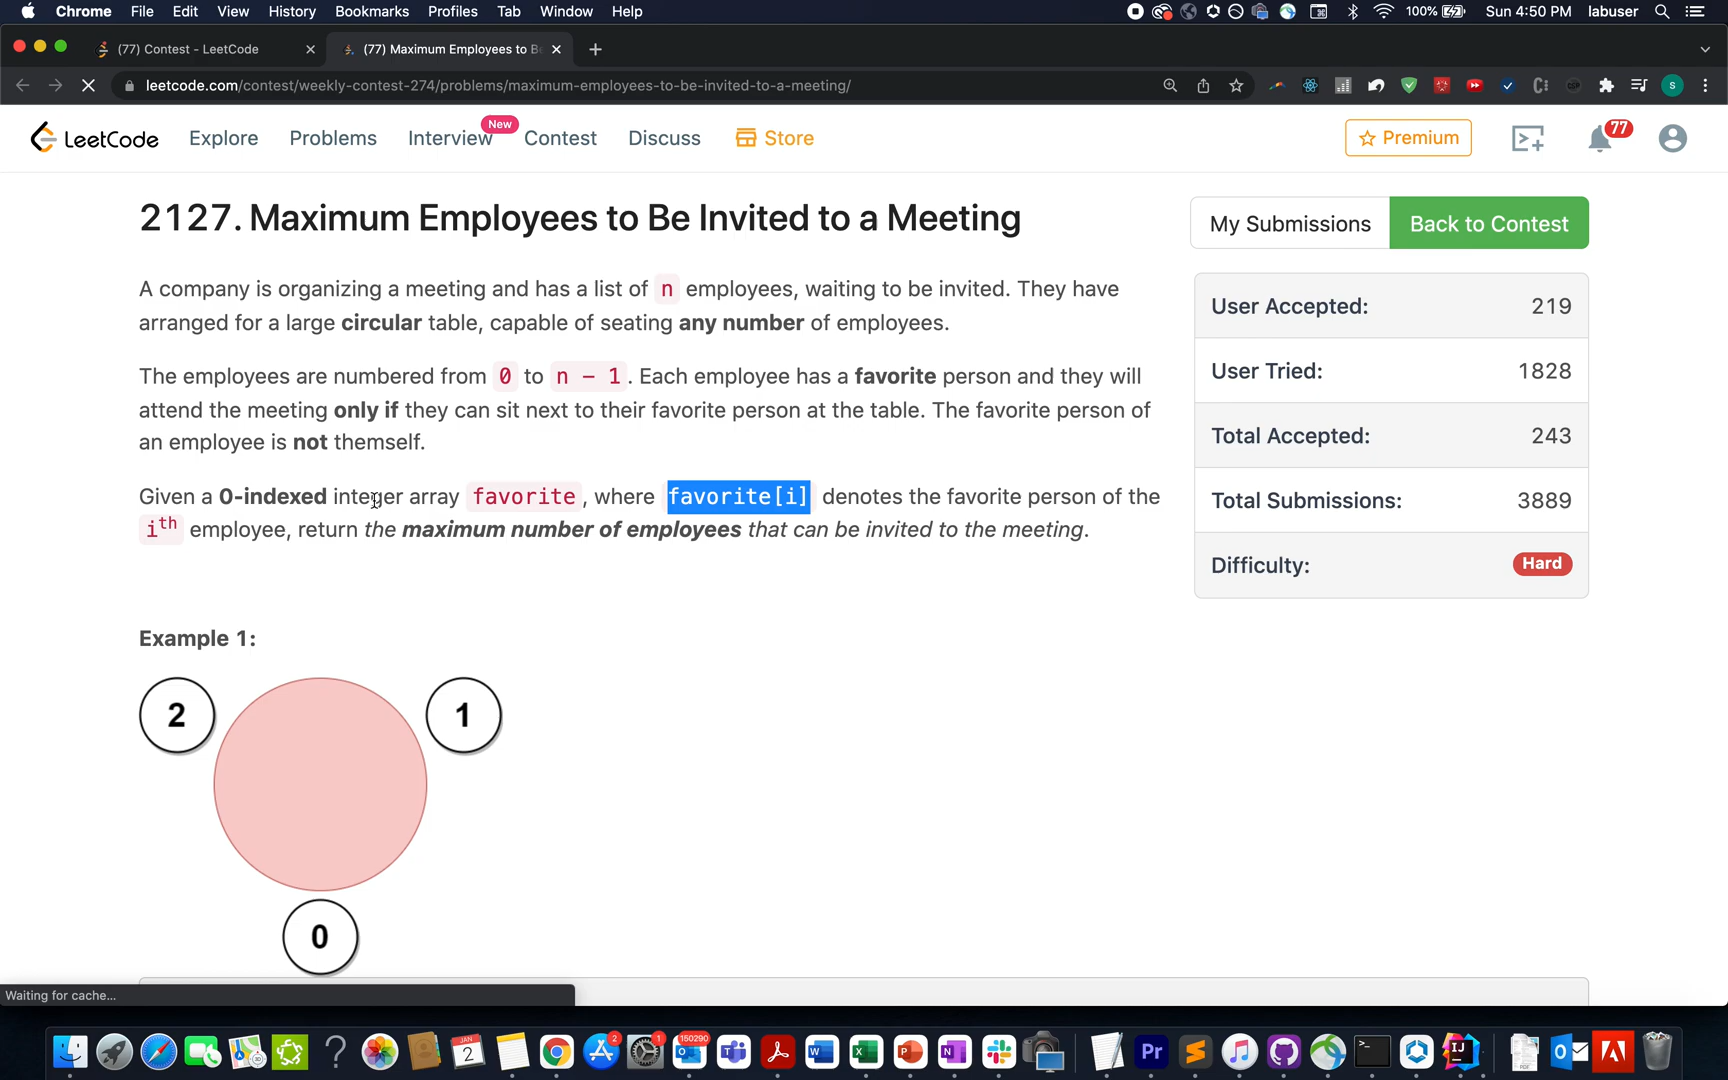 Chrome File Edit View History Bookmarks Profiles Tab Window Help 100% Sun 4:50 PM labuser
(77) Contest - LeetCode (77) Maximum Employees to Be
leetcode.com/contest/weekly-contest-274/problems/maximum-employees-to-be-invited-to-a-meeting/ S
LeetCode Explore Problems Interview New Contest Discuss Store Premium 77
2127. Maximum Employees to Be Invited to a Meeting
My Submissions Back to Contest
A company is organizing a meeting and has a list of n employees, waiting to be invited. They have
arranged for a large circular table, capable of seating any number of employees.
The employees are numbered from 0 to n - 1. Each employee has a favorite person and they will
attend the meeting only if they can sit next to their favorite person at the table. The favorite person of
an employee is not themself.
Given a 0-indexed integer array favorite, where favorite[i] denotes the favorite person of the
ith employee, return the maximum number of employees that can be invited to the meeting.
User Accepted: 219
User Tried: 1828
Total Accepted: 243
Total Submissions: 3889
Difficulty: Hard
Example 1:
2 1
0
Waiting for cache...
JAN
2
2
1
150290
Pr
IJ